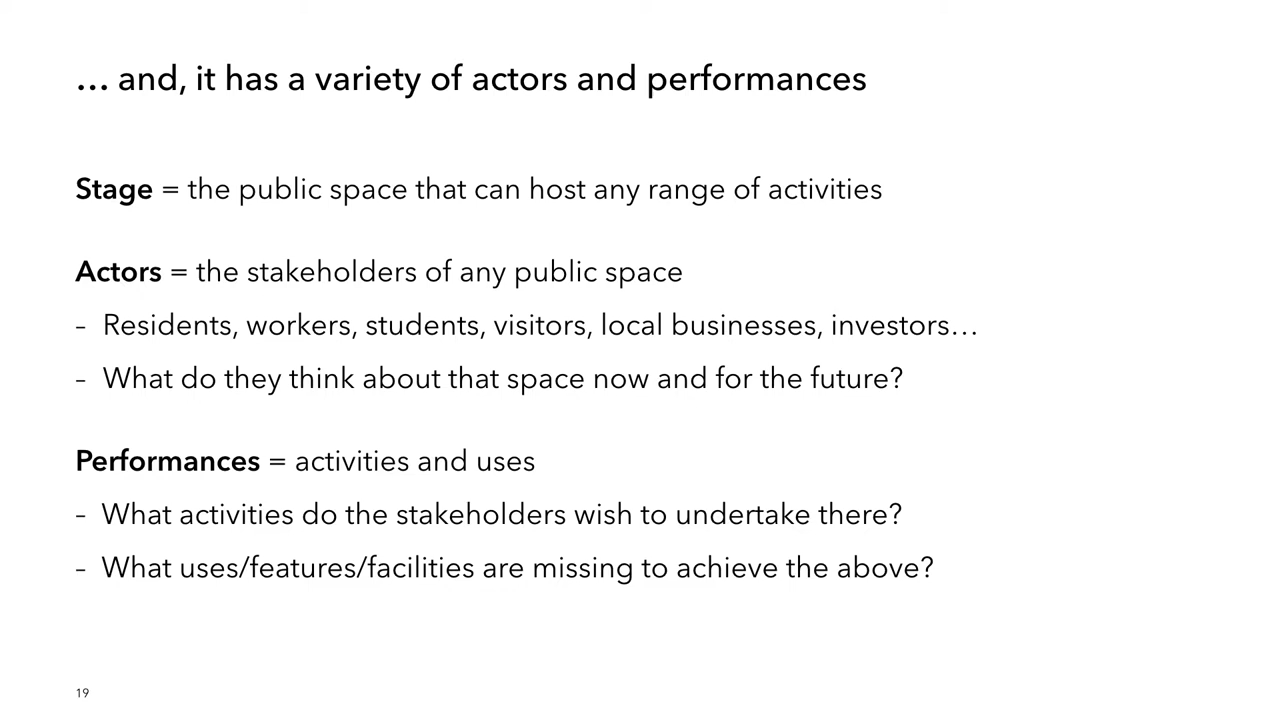 … and, it has a variety of actors and performances
Stage = the public space that can host any range of activities
Actors = the stakeholders of any public space
– Residents, workers, students, visitors, local businesses, investors…
– What do they think about that space now and for the future?
Performances = activities and uses
– What activities do the stakeholders wish to undertake there?
– What uses/features/facilities are missing to achieve the above?
19